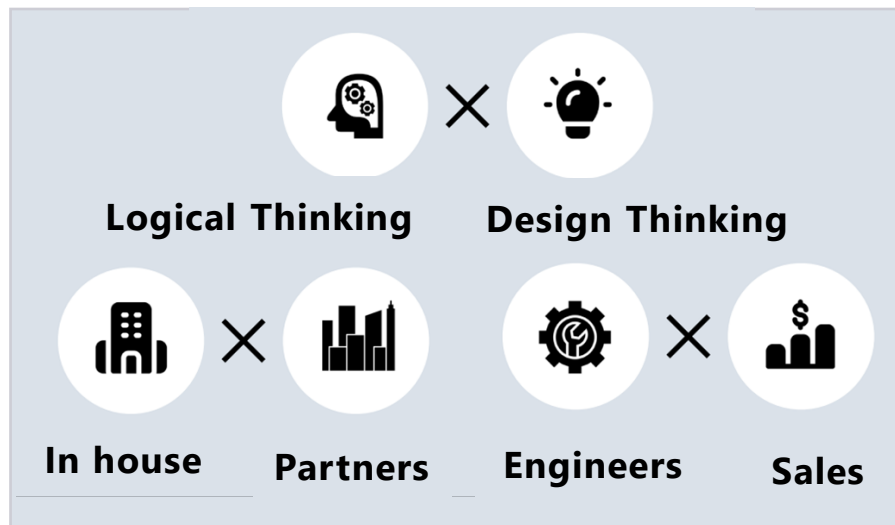 Logical Thinking
Design Thinking
In house
Partners
Engineers
Sales